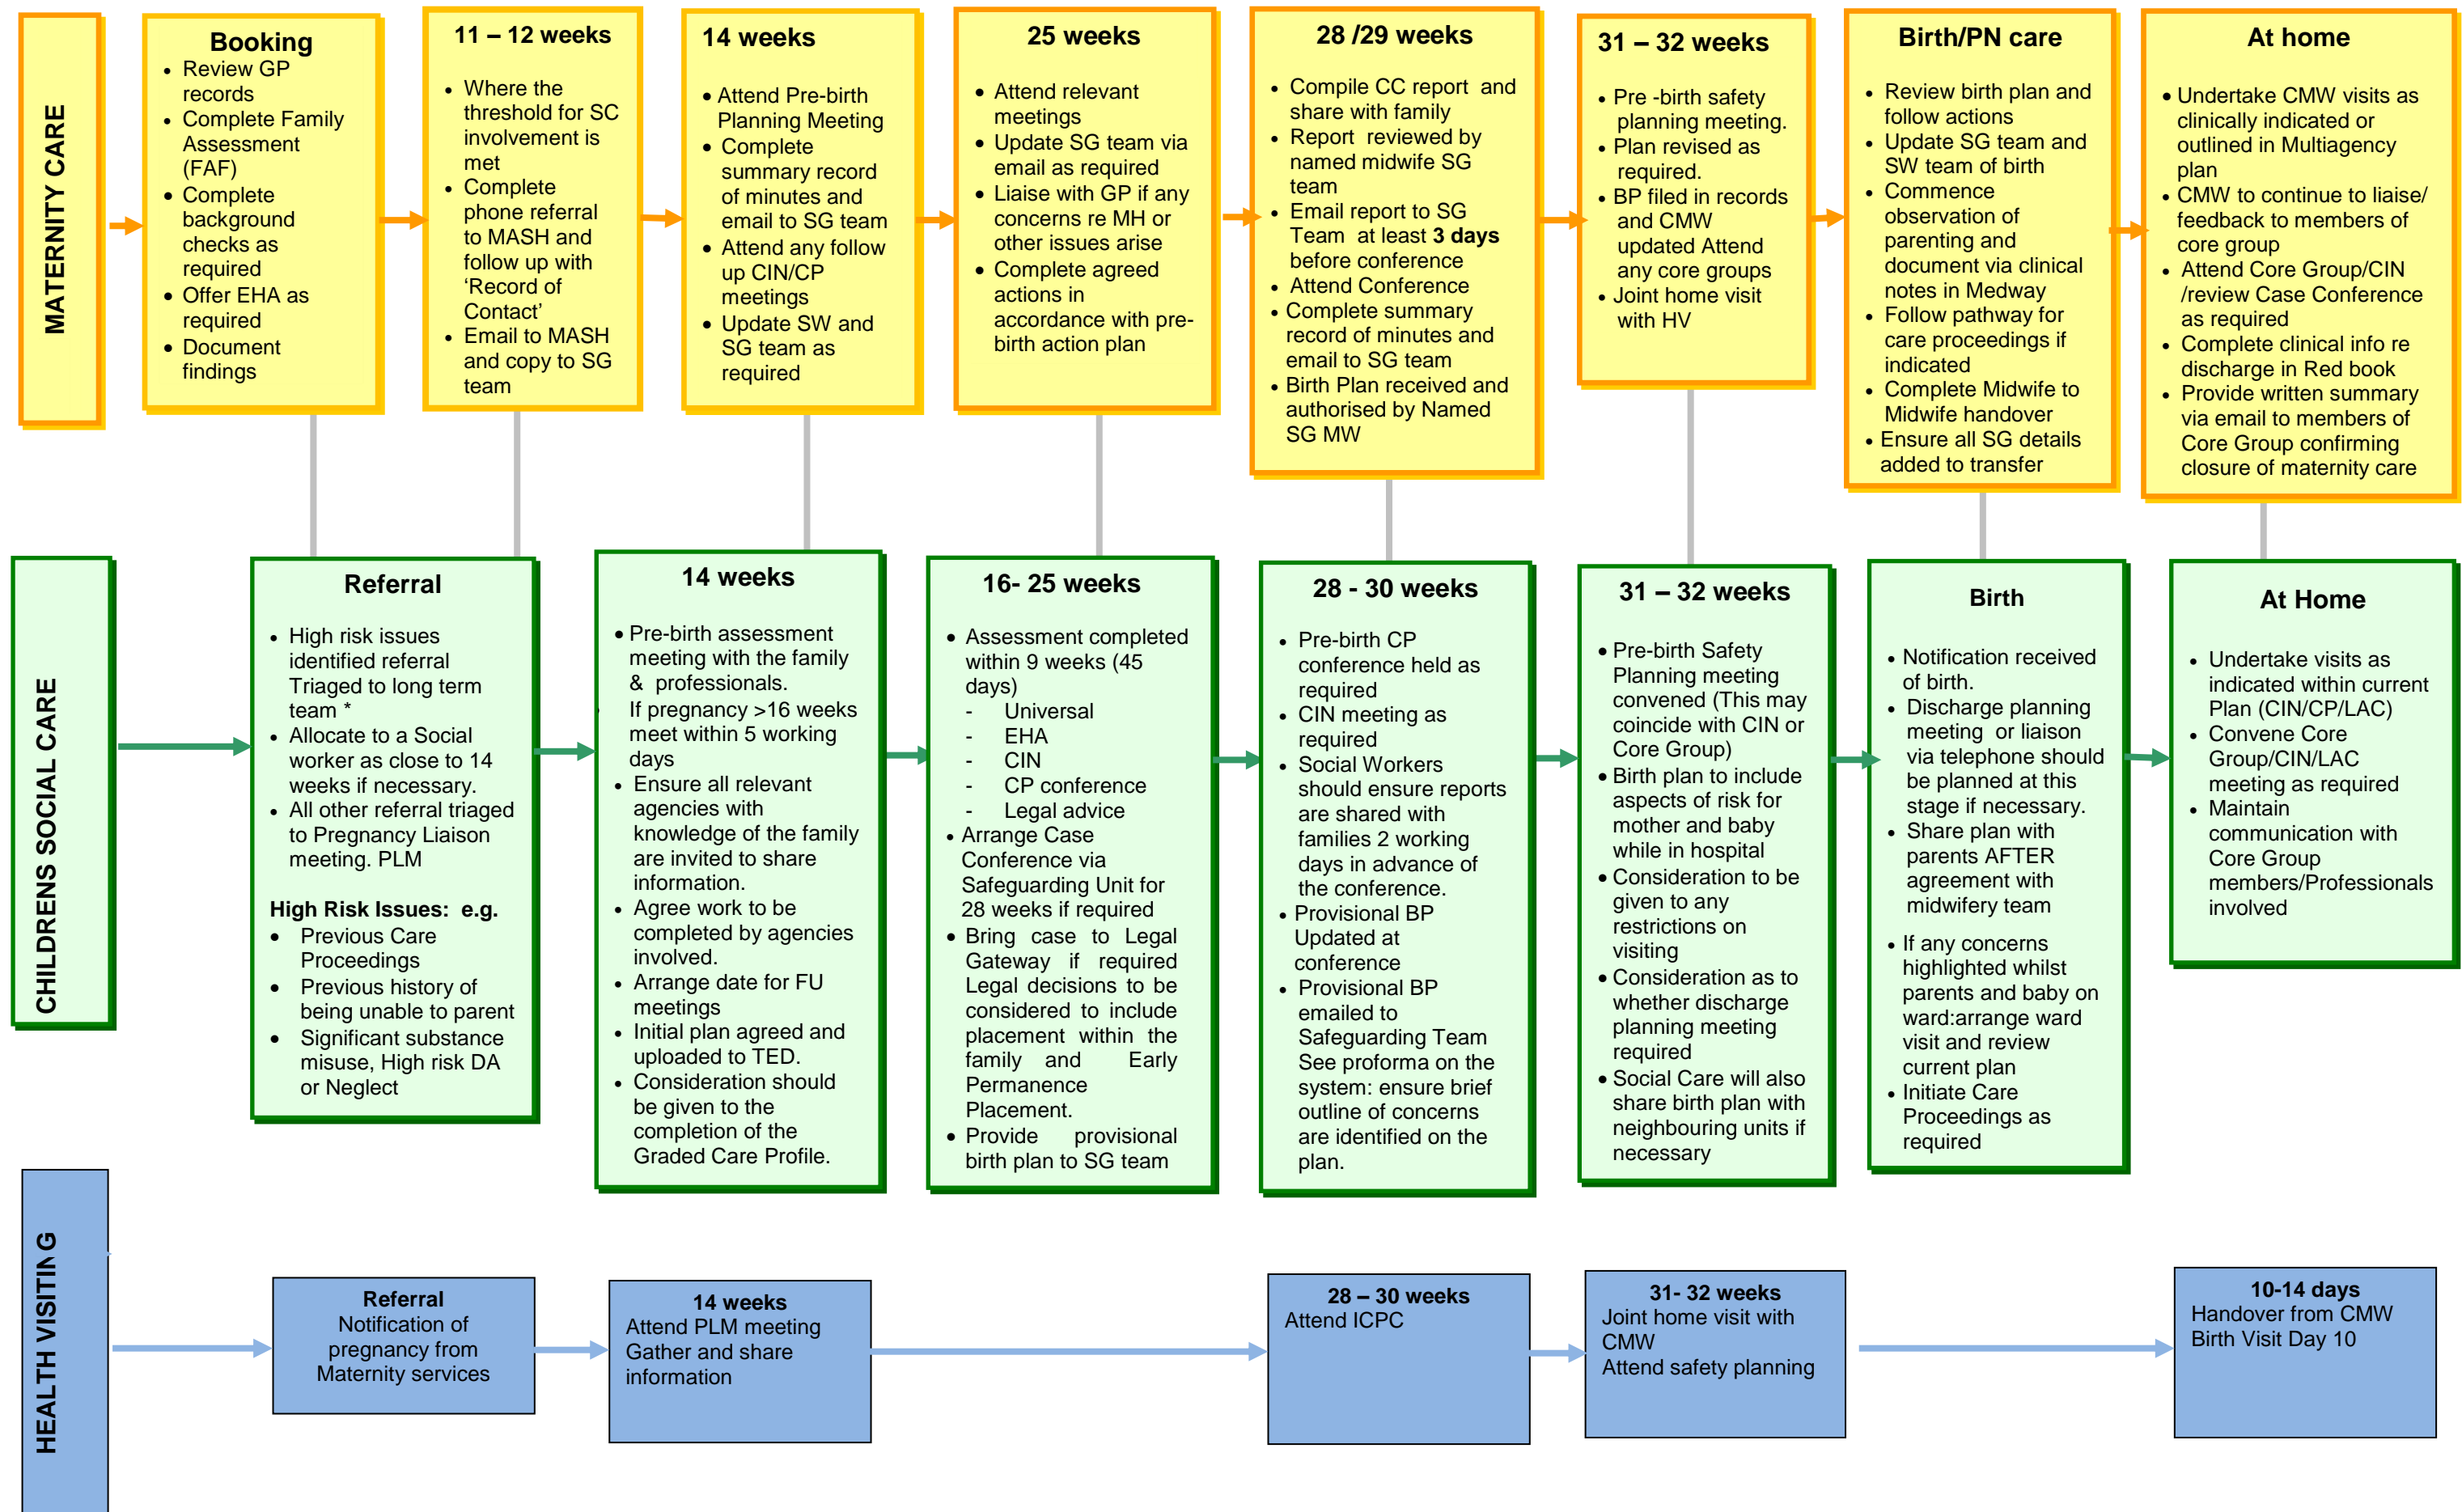 MATERNITY CARE
Booking
• Review GP
records
• Complete Family
Assessment
(FAF)
• Complete
background
checks as
required
• Offer EHA as
required
• Document
findings
11 – 12 weeks
• Where the
threshold for SC
involvement is
met
• Complete
phone referral
to MASH and
follow up with
‘Record of
Contact’
• Email to MASH
and copy to SG
team
14 weeks
• Attend Pre-birth
Planning Meeting
• Complete
summary record
of minutes and
email to SG team
• Attend any follow
up CIN/CP
meetings
• Update SW and
SG team as
required
25 weeks
• Attend relevant
meetings
• Update SG team via
email as required
• Liaise with GP if any
concerns re MH or
other issues arise
• Complete agreed
actions in
accordance with pre-
birth action plan
28 /29 weeks
• Compile CC report and
share with family
• Report reviewed by
named midwife SG
team
• Email report to SG
Team at least 3 days
before conference
• Attend Conference
• Complete summary
record of minutes and
email to SG team
• Birth Plan received and
authorised by Named
SG MW
31 – 32 weeks
• Pre -birth safety
planning meeting.
• Plan revised as
required.
• BP filed in records
and CMW
updated Attend
any core groups
• Joint home visit
with HV
Birth/PN care
• Review birth plan and
follow actions
• Update SG team and
SW team of birth
• Commence
observation of
parenting and
document via clinical
notes in Medway
• Follow pathway for
care proceedings if
indicated
• Complete Midwife to
Midwife handover
• Ensure all SG details
added to transfer
At home
• Undertake CMW visits as
clinically indicated or
outlined in Multiagency
plan
• CMW to continue to liaise/
feedback to members of
core group
• Attend Core Group/CIN
/review Case Conference
as required
• Complete clinical info re
discharge in Red book
• Provide written summary
via email to members of
Core Group confirming
closure of maternity care
CHILDRENS SOCIAL CARE
Referral
• High risk issues
identified referral
Triaged to long term
team *
• Allocate to a Social
worker as close to 14
weeks if necessary.
• All other referral triaged
to Pregnancy Liaison
meeting. PLM
High Risk Issues: e.g.
• Previous Care
Proceedings
• Previous history of
being unable to parent
• Significant substance
misuse, High risk DA
or Neglect
14 weeks
• Pre-birth assessment
meeting with the family
& professionals.
• If pregnancy >16 weeks
meet within 5 working
days
• Ensure all relevant
agencies with
knowledge of the family
are invited to share
information.
• Agree work to be
completed by agencies
involved.
• Arrange date for FU
meetings
• Initial plan agreed and
uploaded to TED.
• Consideration should
be given to the
completion of the
Graded Care Profile.
16- 25 weeks
• Assessment completed
within 9 weeks (45
days)
- Universal
- EHA
- CIN
- CP conference
- Legal advice
• Arrange Case
Conference via
Safeguarding Unit for
28 weeks if required
• Bring case to Legal
Gateway if required
Legal decisions to be
considered to include
placement within the
family and Early
Permanence
Placement.
• Provide provisional
birth plan to SG team
28 - 30 weeks
• Pre-birth CP
conference held as
required
• CIN meeting as
required
• Social Workers
should ensure reports
are shared with
families 2 working
days in advance of
the conference.
• Provisional BP
Updated at
conference
• Provisional BP
emailed to
Safeguarding Team
See proforma on the
system: ensure brief
outline of concerns
are identified on the
plan.
31 – 32 weeks
• Pre-birth Safety
Planning meeting
convened (This may
coincide with CIN or
Core Group)
• Birth plan to include
aspects of risk for
mother and baby
while in hospital
• Consideration to be
given to any
restrictions on
visiting
• Consideration as to
whether discharge
planning meeting
required
• Social Care will also
share birth plan with
neighbouring units if
necessary
Birth
• Notification received
of birth.
• Discharge planning
meeting or liaison
via telephone should
be planned at this
stage if necessary.
• Share plan with
parents AFTER
agreement with
midwifery team
• If any concerns
highlighted whilst
parents and baby on
ward:arrange ward
visit and review
current plan
• Initiate Care
Proceedings as
required
At Home
• Undertake visits as
indicated within current
Plan (CIN/CP/LAC)
• Convene Core
Group/CIN/LAC
meeting as required
• Maintain
communication with
Core Group
members/Professionals
involved
HEALTH VISITING
Referral
Notification of
pregnancy from
Maternity services
14 weeks
Attend PLM meeting
Gather and share
information
28 – 30 weeks
Attend ICPC
31- 32 weeks
Joint home visit with
CMW
Attend safety planning
10-14 days
Handover from CMW
Birth Visit Day 10